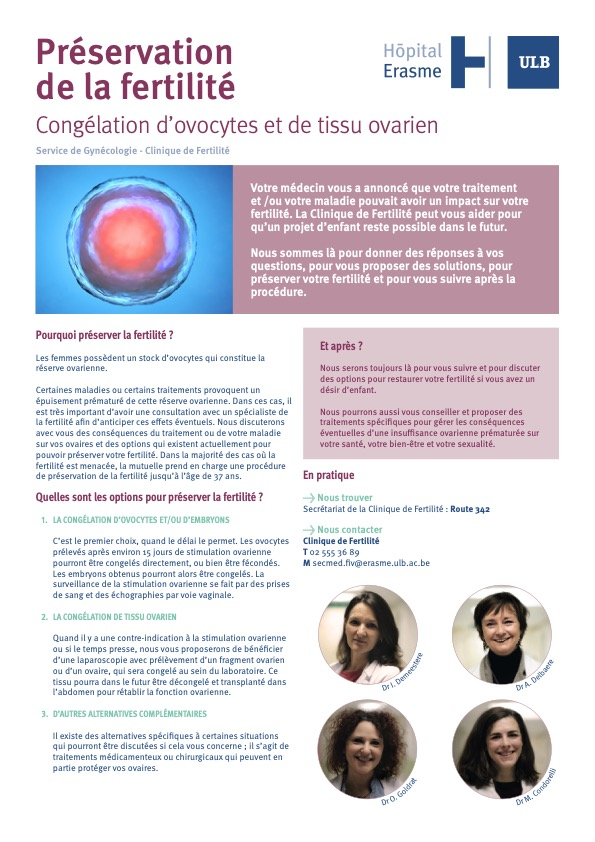 Préservation
de la fertilité
Hôpital
Erasme
ULB
Congélation d'ovocytes et de tissu ovarien
Service de Gynécologie - Clinique de Fertilité
Votre médecin vous a annoncé que votre traitement
et /ou votre maladie pouvait avoir un impact sur votre
fertilité. La Clinique de Fertilité peut vous aider pour
qu'un projet d'enfant reste possible dans le futur.
Nous sommes là pour donner des réponses à vos
questions, pour vous proposer des solutions, pour
préserver votre fertilité et pour vous suivre après la
procédure.
Pourquoi préserver la fertilité ?
Les femmes possèdent un stock d'ovocytes qui constitue la
réserve ovarienne.
Certaines maladies ou certains traitements provoquent un
épuisement prématuré de cette réserve ovarienne. Dans ces cas, il
est très important d'avoir une consultation avec un spécialiste de
la fertilité afin d'anticiper ces effets éventuels. Nous discuterons
avec vous des conséquences du traitement ou de votre maladie
sur vos ovaires et des options qui existent actuellement pour
pouvoir préserver votre fertilité. Dans la majorité des cas où la
fertilité est menacée, la mutuelle prend en charge une procédure
de préservation de la fertilité jusqu'à l'âge de 37 ans.
Quelles sont les options pour préserver la fertilité ?
1. LA CONGÉLATION D'OVOCYTES ET/OU D'EMBRYONS
C'est le premier choix, quand le délai le permet. Les ovocytes
prélevés après environ 15 jours de stimulation ovarienne
pourront être congelés directement, ou bien être fécondés.
Les embryons obtenus pourront alors être congelés. La
surveillance de la stimulation ovarienne se fait par des prises
de sang et des échographies par voie vaginale.
2. LA CONGÉLATION DE TISSU OVARIEN
Quand il y a une contre-indication à la stimulation ovarienne
ou si le temps presse, nous vous proposerons de bénéficier
d'une laparoscopie avec prélèvement d'un fragment ovarien
ou d'un ovaire, qui sera congelé au sein du laboratoire. Ce
tissu pourra dans le futur être décongelé et transplanté dans
l'abdomen pour rétablir la fonction ovarienne.
3. D'AUTRES ALTERNATIVES COMPLÉMENTAIRES
Il existe des alternatives spécifiques à certaines situations
qui pourront être discutées si cela vous concerne ; il s'agit de
traitements médicamenteux ou chirurgicaux qui peuvent en
partie protéger vos ovaires.
Et après ?
Nous serons toujours là pour vous suivre et pour discuter
des options pour restaurer votre fertilité si vous avez un
désir d'enfant.
Nous pourrons aussi vous conseiller et proposer des
traitements spécifiques pour gérer les conséquences
éventuelles d'une insuffisance ovarienne prématurée sur
votre santé, votre bien-être et votre sexualité.
En pratique
Nous trouver
Secrétariat de la Clinique de Fertilité : Route 342
Nous contacter
Clinique de Fertilité
T 02 555 36 89
M secmed.fiv@erasme.ulb.ac.be
Dr I. Demeestere
Dr A. Delbaere
Dr O. Goldrat
Dr M. Condorelli